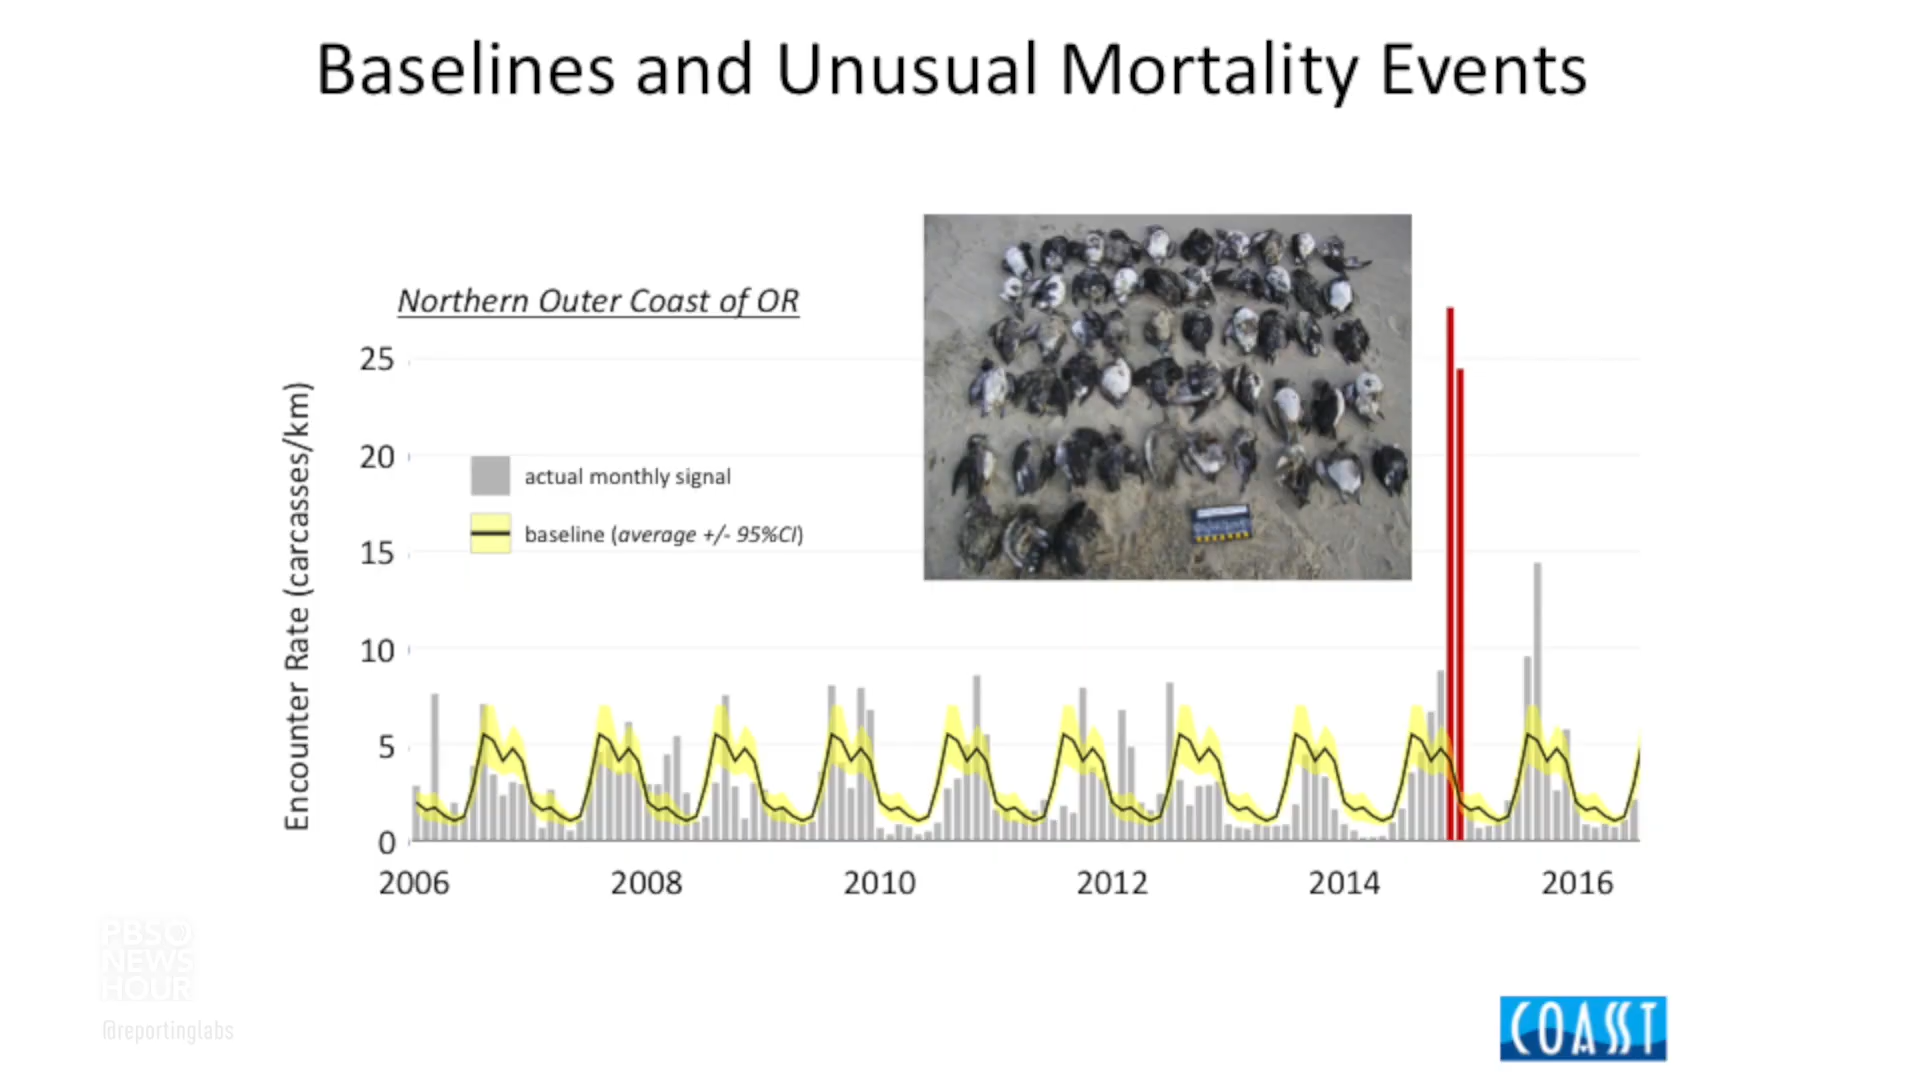 Baselines and Unusual Mortality Events
Northern Outer Coast of OR
Encounter Rate (carcasses/km)
25
20
15
10
5
0
actual monthly signal
baseline (average +/- 95%CI)
2006 2008 2010 2012 2014 2016
PBS
NEWS
HOUR
@reportinglabs
COASST